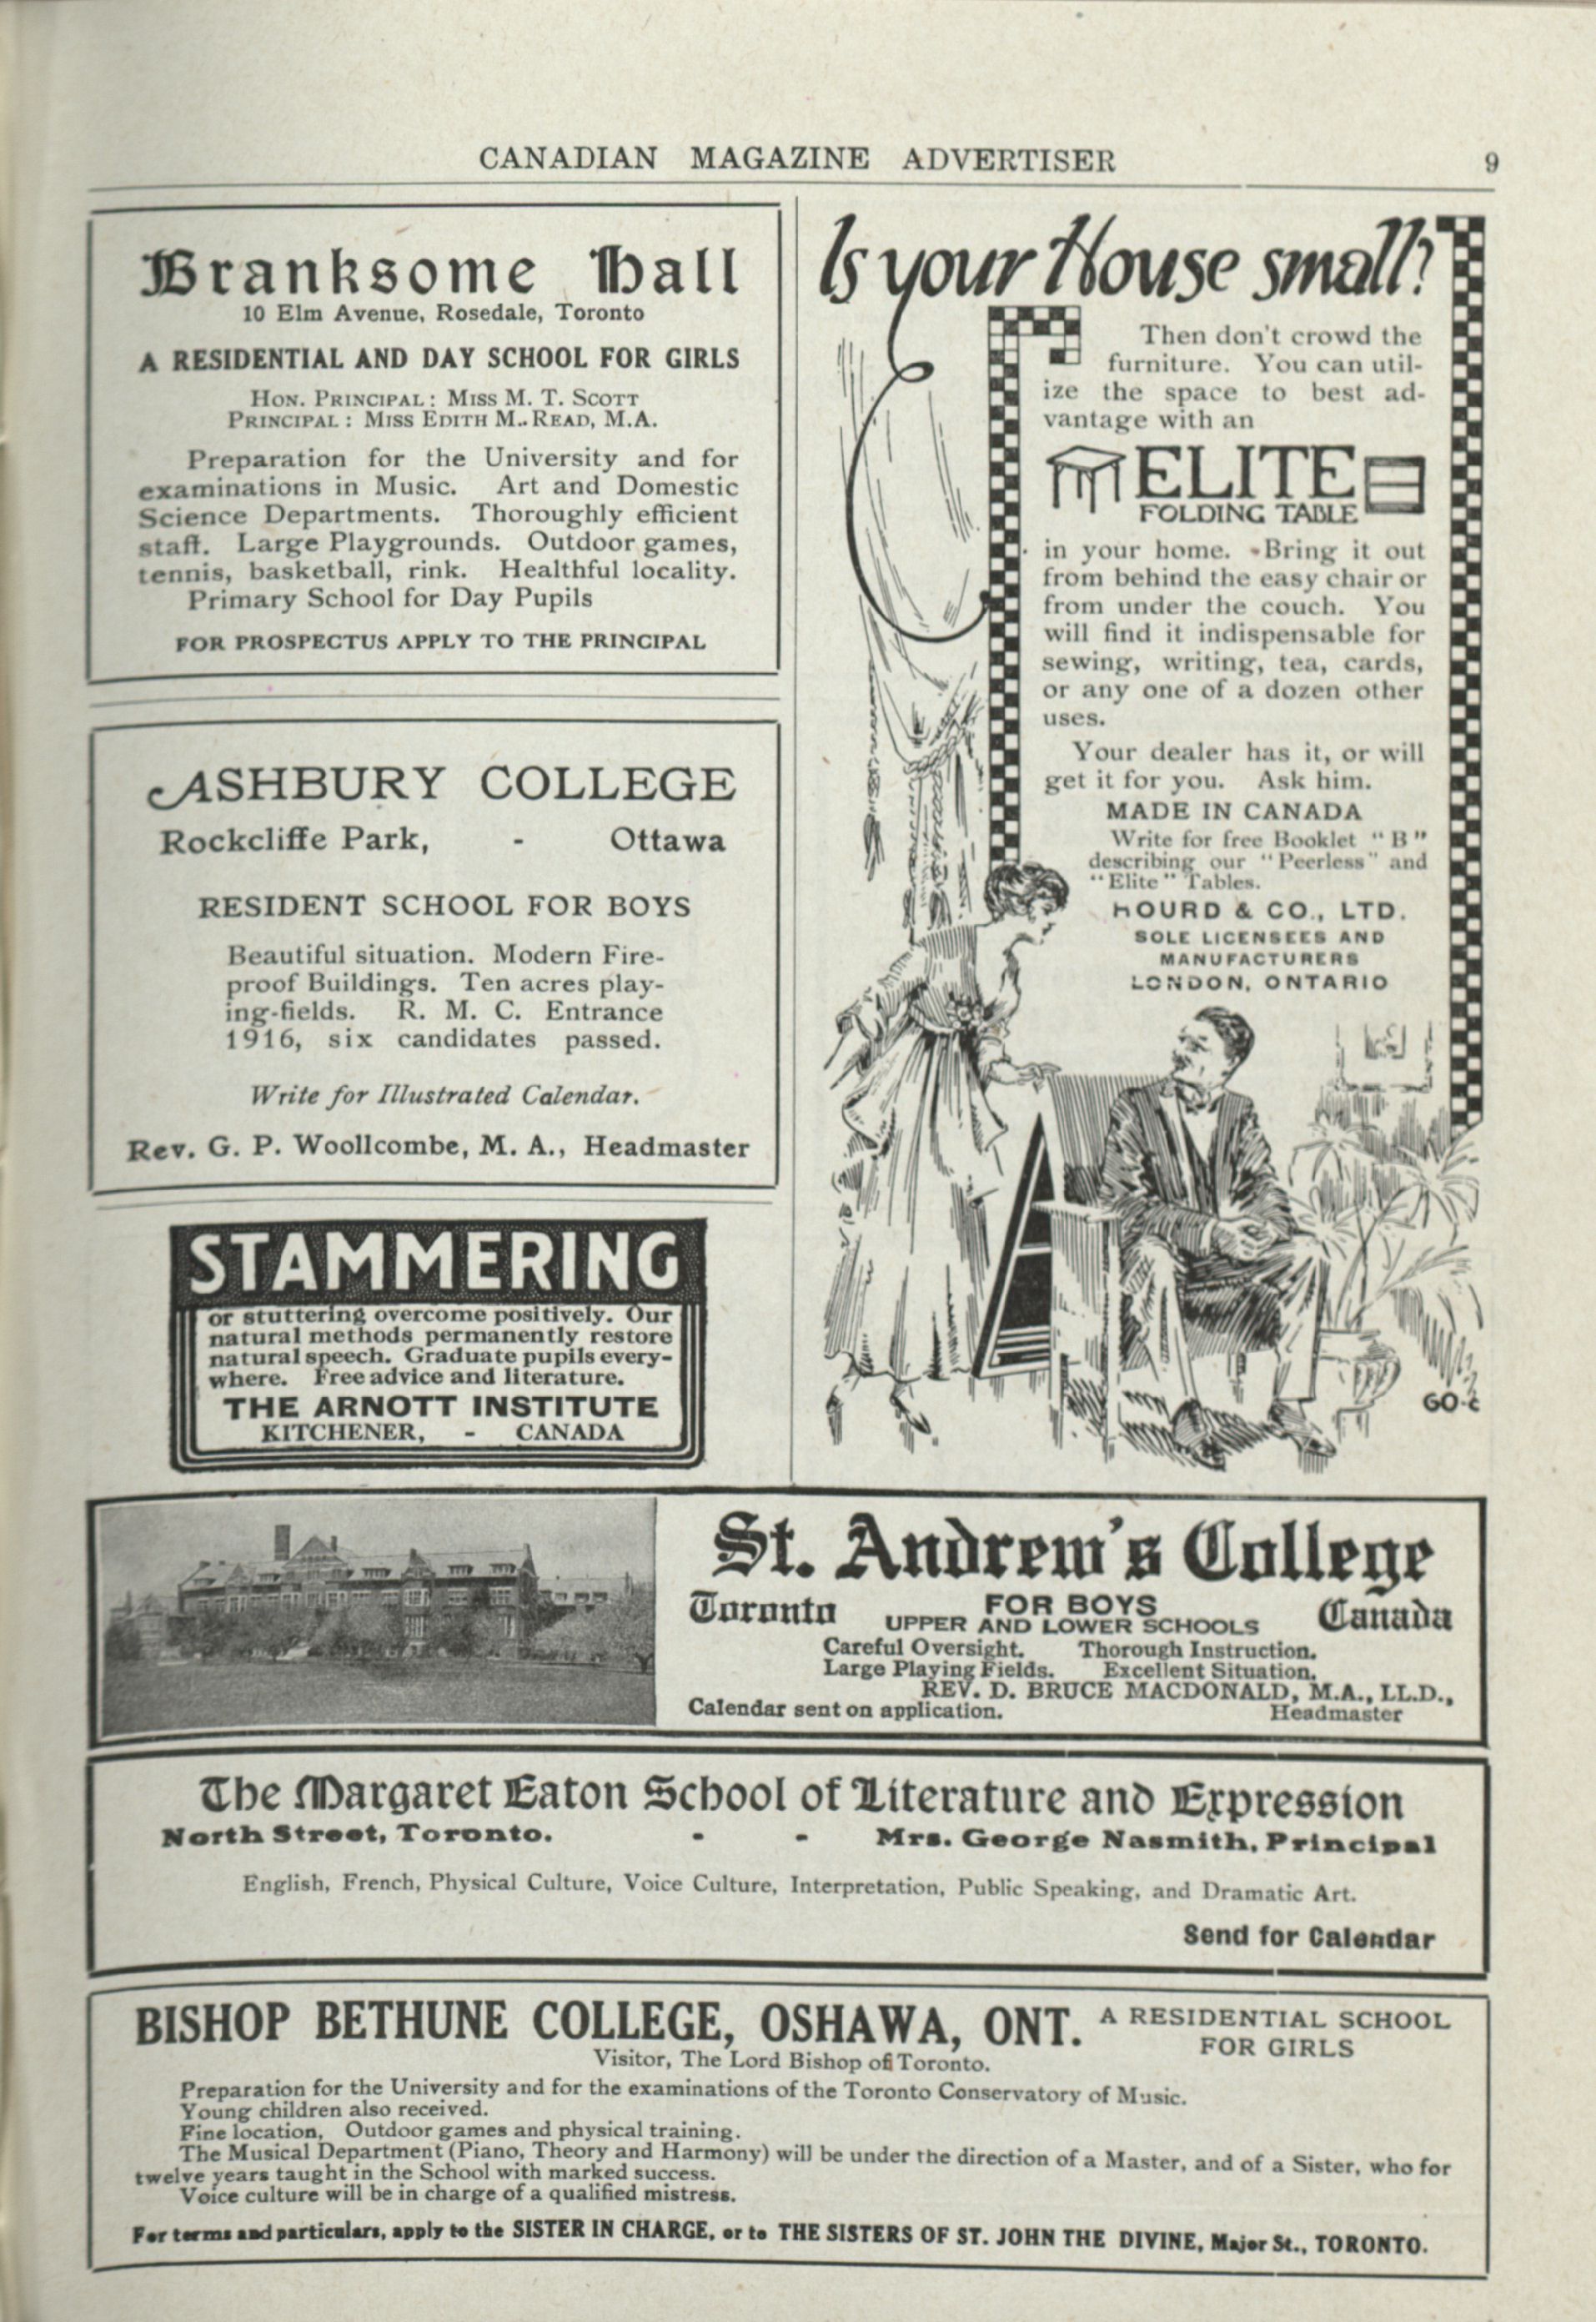 CANADIAN MAGAZINE ADVERTISER 9
Branksome Hall
10 Elm Avenue, Rosedale, Toronto
A RESIDENTIAL AND DAY SCHOOL FOR GIRLS
HON. PRINCIPAL: MISS M. T. SCOTT
PRINCIPAL: MISS EDITH M. READ, M.A.
Preparation for the University and for
examinations in Music. Art and Domestic
Science Departments. Thoroughly efficient
staff. Large Playgrounds. Outdoor games,
tennis, basketball, rink. Healthful locality.
Primary School for Day Pupils
FOR PROSPECTUS APPLY TO THE PRINCIPAL
ASHBURY COLLEGE
Rockcliffe Park, - Ottawa
RESIDENT SCHOOL FOR BOYS
Beautiful situation. Modern Fire-
proof Buildings. Ten acres play-
ing-fields. R. M. C. Entrance
1916, six candidates passed.
Write for Illustrated Calendar.
Rev. G. P. Woollcombe, M. A., Headmaster
STAMMERING
or stuttering overcome positively. Our
natural methods permanently restore
natural speech. Graduate pupils every-
where. Free advice and literature.
THE ARNOTT INSTITUTE
KITCHENER, - CANADA
Is your House small?
Then don't crowd the
furniture. You can util-
ize the space to best ad-
vantage with an
ELITE
FOLDING TABLE
in your home. Bring it out
from behind the easy chair or
from under the couch. You
will find it indispensable for
sewing, writing, tea, cards,
or any one of a dozen other
uses.
Your dealer has it, or will
get it for you. Ask him.
MADE IN CANADA
Write for free Booklet "B"
describing our "Peerless" and
"Elite" Tables.
HOURD & CO., LTD.
SOLE LICENSEES AND
MANUFACTURERS
LONDON, ONTARIO
St. Andrew's College
Toronto FOR BOYS Canada
UPPER AND LOWER SCHOOLS
Careful Oversight. Thorough Instruction.
Large Playing Fields. Excellent Situation.
REV. D. BRUCE MACDONALD, M.A., LL.D.,
Calendar sent on application. Headmaster
The Margaret Eaton School of Literature and Expression
North Street, Toronto. - - Mrs. George Nasmith, Principal
English, French, Physical Culture, Voice Culture, Interpretation, Public Speaking, and Dramatic Art.
Send for Calendar
BISHOP BETHUNE COLLEGE, OSHAWA, ONT. A RESIDENTIAL SCHOOL
FOR GIRLS
Visitor, The Lord Bishop of Toronto.
Preparation for the University and for the examinations of the Toronto Conservatory of Music.
Young children also received.
Fine location, Outdoor games and physical training.
The Musical Department (Piano, Theory and Harmony) will be under the direction of a Master, and of a Sister, who for
twelve years taught in the School with marked success.
Voice culture will be in charge of a qualified mistress.
For terms and particulars, apply to the SISTER IN CHARGE, or to THE SISTERS OF ST. JOHN THE DIVINE, Major St., TORONTO.